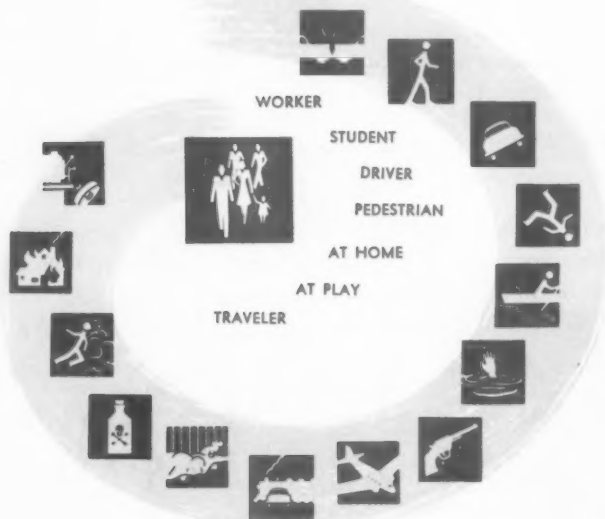 WORKER
STUDENT
DRIVER
PEDESTRIAN
AT HOME
AT PLAY
TRAVELER